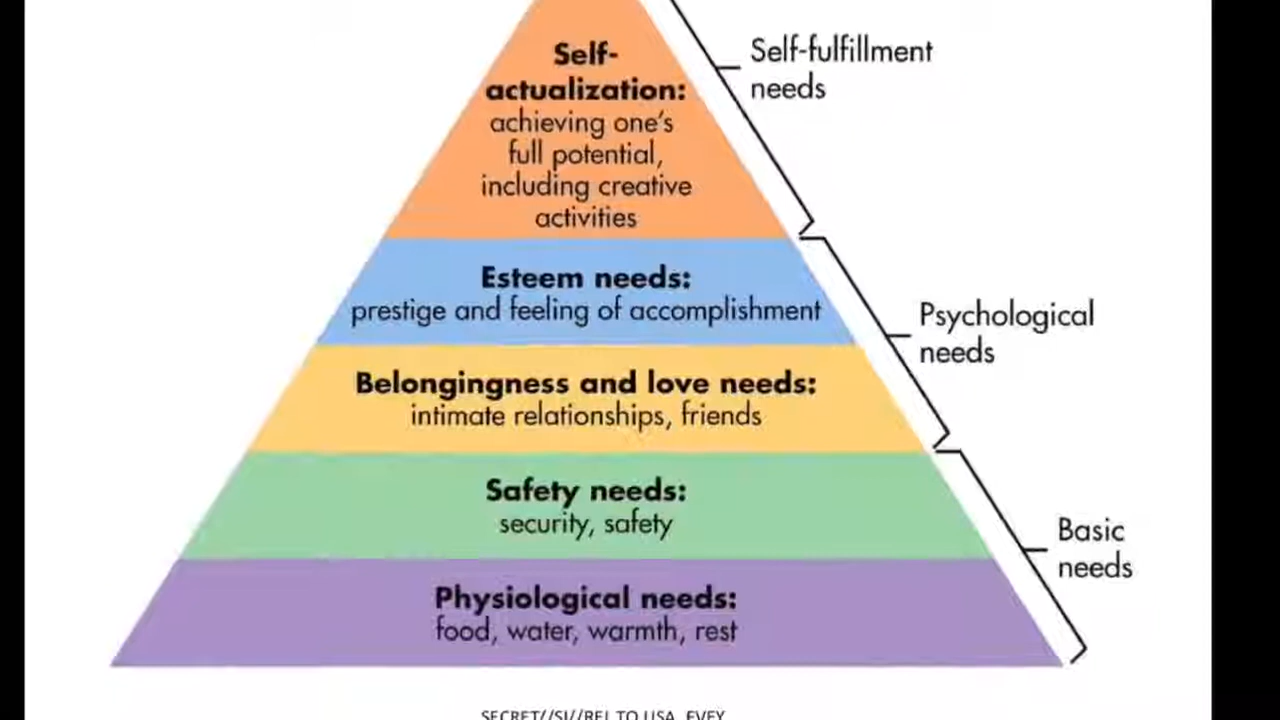 Self-
actualization:
achieving one's
full potential,
including creative
activities
Self-fulfillment
needs
Esteem needs:
prestige and feeling of accomplishment
Psychological
needs
Belongingness and love needs:
intimate relationships, friends
Safety needs:
security, safety
Basic
needs
Physiological needs:
food, water, warmth, rest
SECRET//SI//REL TO USA, FVEY